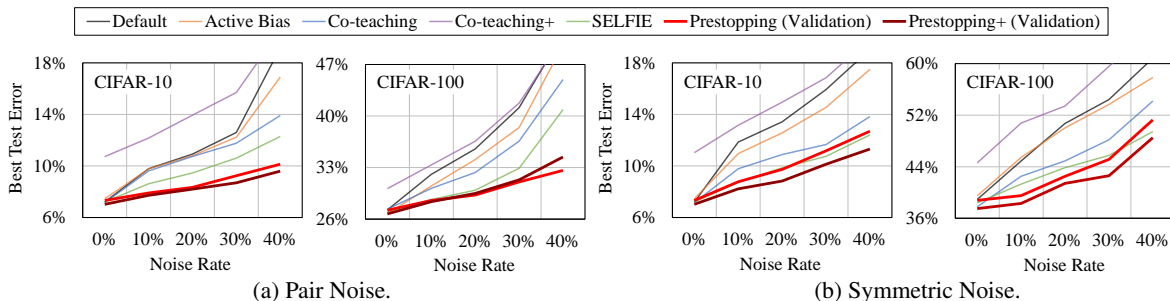 Default Active Bias Co-teaching Co-teaching+ SELFIE Prestopping (Validation) Prestopping+ (Validation)
Best Test Error
18%
14%
10%
6%
CIFAR-10
0% 10% 20% 30% 40%
Noise Rate
47%
40%
33%
26%
CIFAR-100
0% 10% 20% 30% 40%
Noise Rate
(a) Pair Noise.
Best Test Error
18%
14%
10%
6%
CIFAR-10
0% 10% 20% 30% 40%
Noise Rate
60%
52%
44%
36%
CIFAR-100
0% 10% 20% 30% 40%
Noise Rate
(b) Symmetric Noise.